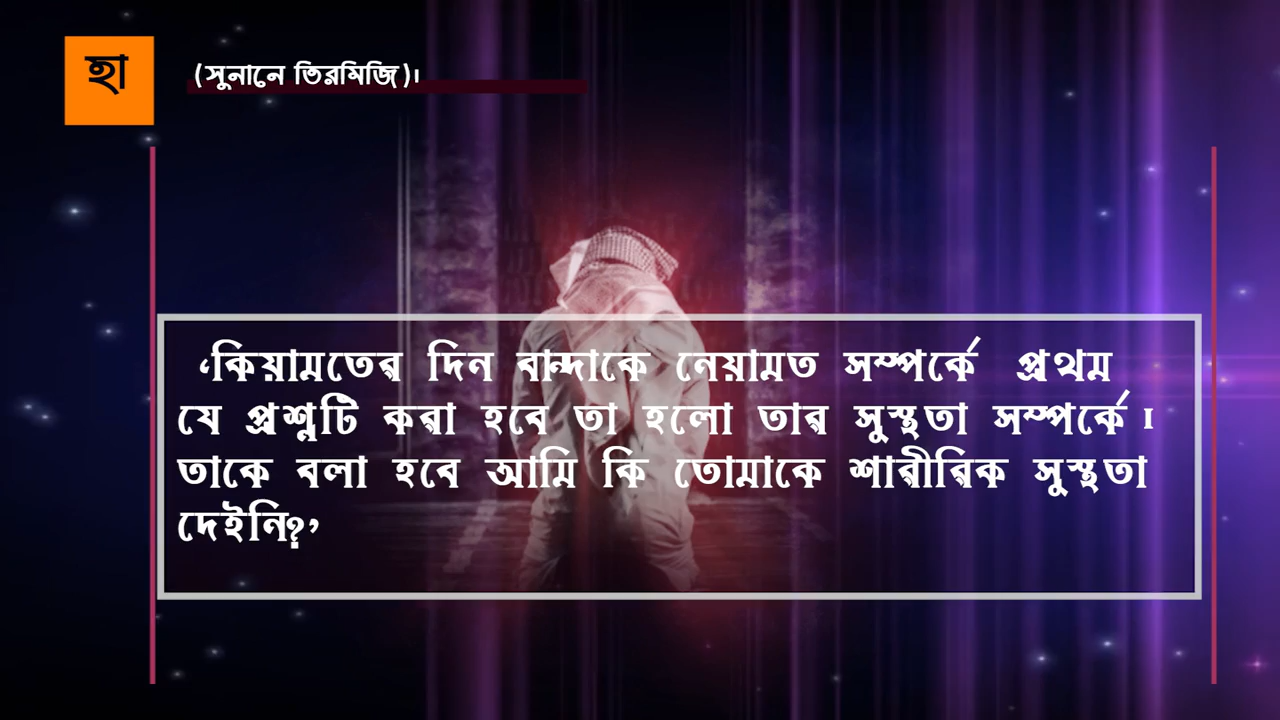 হা
(সুনানে তিরমিজি)।
‘কিয়ামতের দিন বান্দাকে নেয়ামত সম্পর্কে প্রথম
যে প্রশ্নটি করা হবে তা হলো তার সুস্থতা সম্পর্কে।
তাকে বলা হবে আমি কি তোমাকে শারীরিক সুস্থতা
দেইনি?’